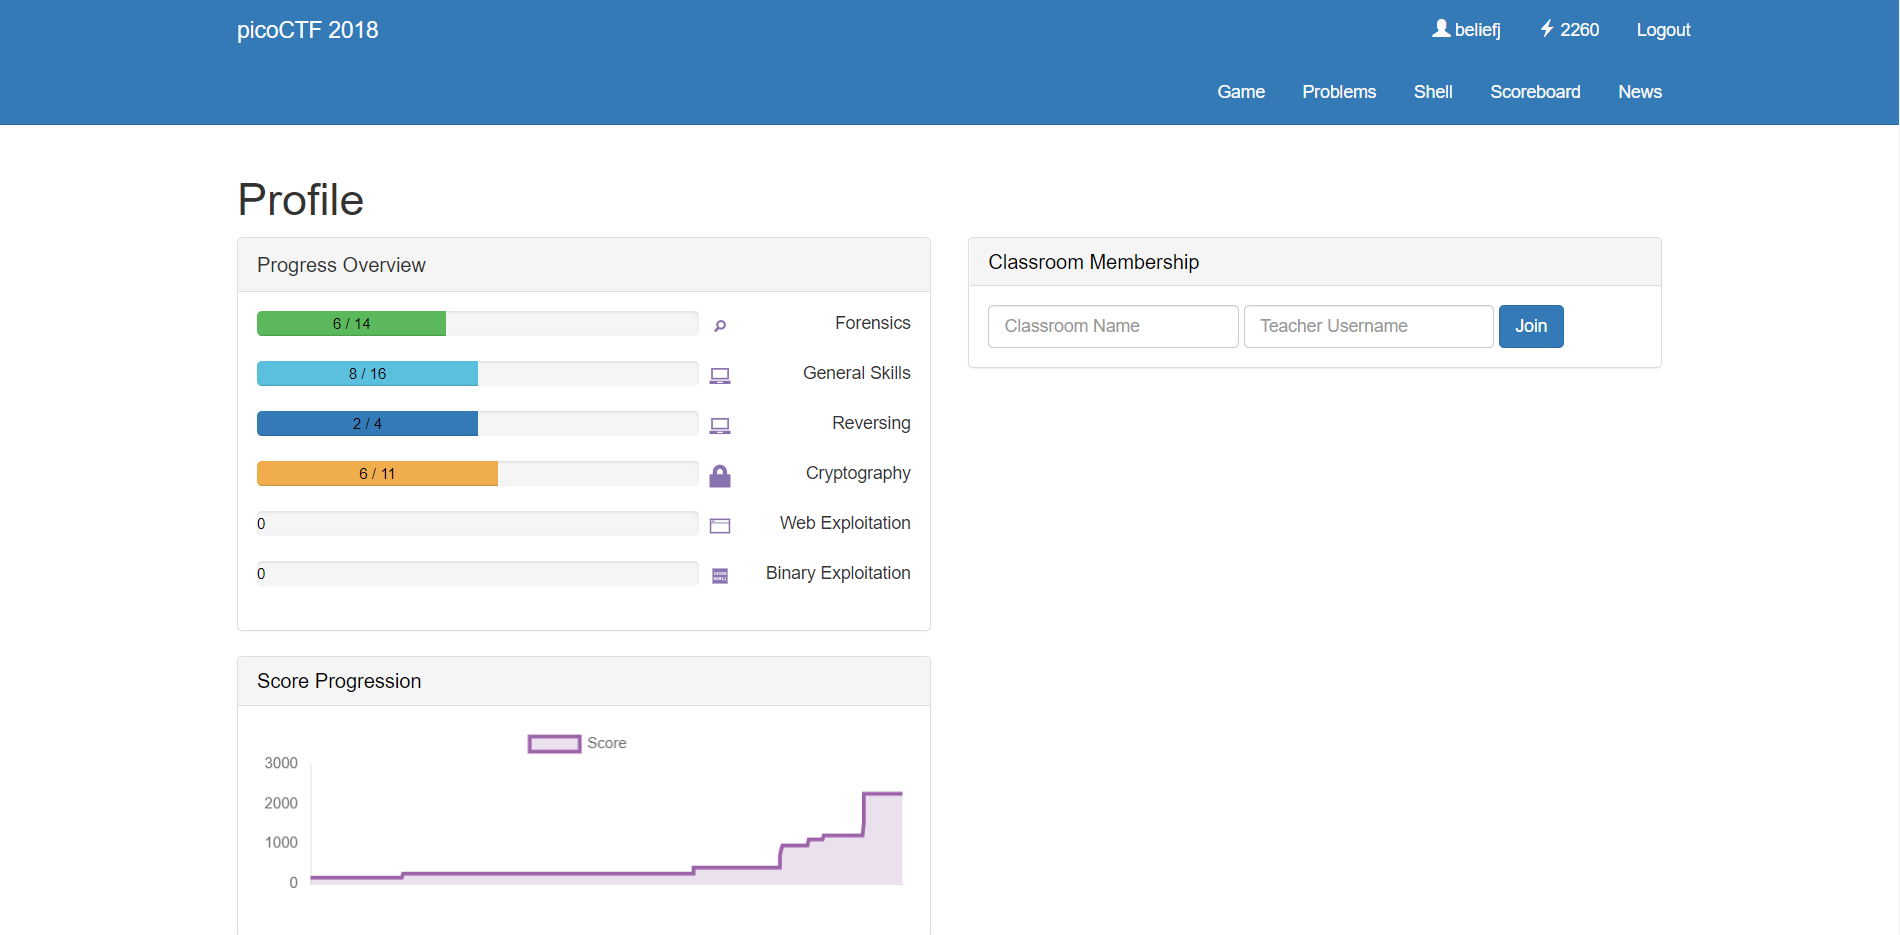 picoCTF 2018
beliefj 2260 Logout
Game Problems Shell Scoreboard News
Profile
Progress Overview
6 / 14 Forensics
8 / 16 General Skills
2 / 4 Reversing
6 / 11 Cryptography
0 Web Exploitation
0 Binary Exploitation
Classroom Membership
Classroom Name Teacher Username Join
Score Progression
Score
3000
2000
1000
0